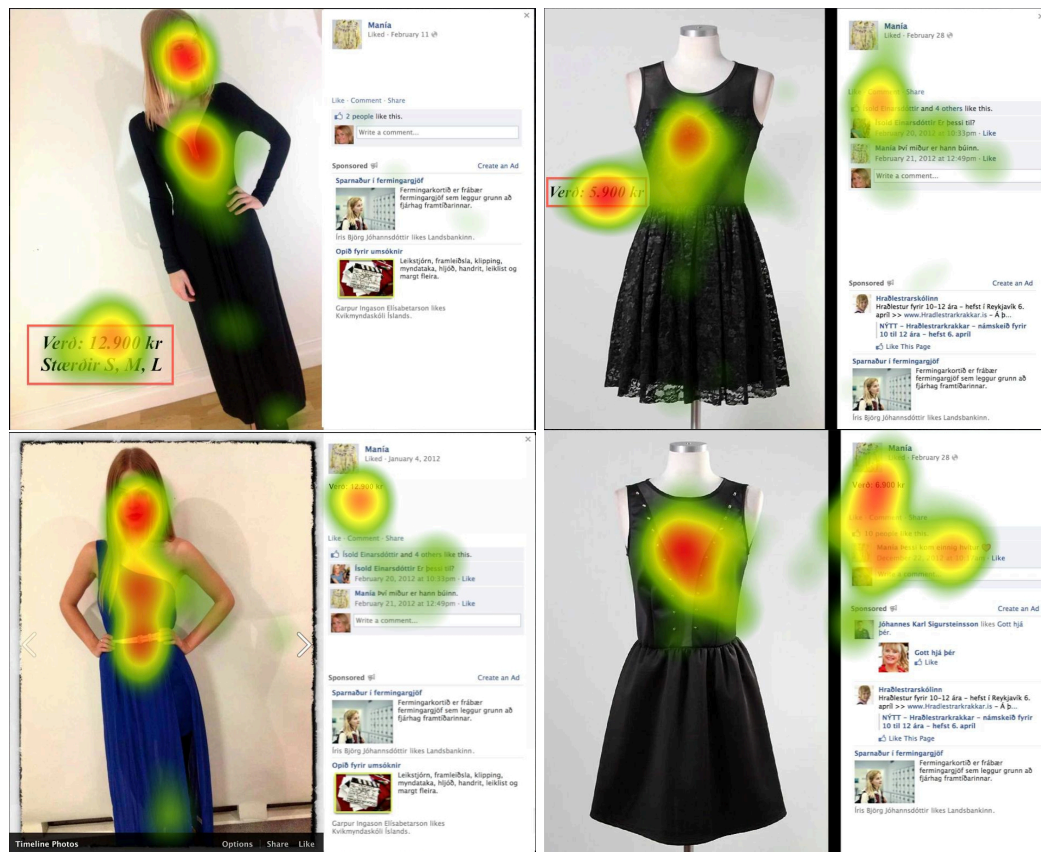 Mania
Liked · February 11
Like · Comment · Share
2 people like this.
Write a comment...
Sponsored
Create an Ad
Sparnaður í fermingargjöf
Fermingarkortið er frábær
fermingargjöf sem leggur grunn að
fjárhag framtíðarinnar.
Íris Björg Jóhannsdóttir likes Landsbankinn.
Opið fyrir umsóknir
Leikstjórn, framleiðsla, klipping,
myndataka, hljóð, handrit, leiklist og
margt fleira.
Garpur Ingason Elísabetarson likes
Kvikmyndaskóli Íslands.
Verð: 12.900 kr
Stærðir S, M, L
Mania
Liked · February 28
Like · Comment · Share
Ísold Einarsdóttir and 4 others like this.
Ísold Einarsdóttir Er þessi til?
February 20, 2012 at 10:33pm · Like
Mania Því miður er hann búinn.
February 21, 2012 at 12:49pm · Like
Write a comment...
Verð: 5.900 kr
Sponsored
Create an Ad
Hraðlestrarskólinn
Hraðlestur fyrir 10-12 ára - hefst í Reykjavík 6.
apríl >> www.Hradlestrarkrakkar.is - Á þ...
NÝTT - Hraðlestrarkrakkar - námskeið fyrir
10 til 12 ára - hefst 6. apríl
Like This Page
Sparnaður í fermingargjöf
Fermingarkortið er frábær
fermingargjöf sem leggur grunn að
fjárhag framtíðarinnar.
Íris Björg Jóhannsdóttir likes Landsbankinn.
Mania
Liked · January 4, 2012
Verð: 12.900 kr
Like · Comment · Share
Ísold Einarsdóttir and 4 others like this.
Ísold Einarsdóttir Er þessi til?
February 20, 2012 at 10:33pm · Like
Mania Því miður er hann búinn.
February 21, 2012 at 12:49pm · Like
Write a comment...
Sponsored
Create an Ad
Sparnaður í fermingargjöf
Fermingarkortið er frábær
fermingargjöf sem leggur grunn að
fjárhag framtíðarinnar.
Íris Björg Jóhannsdóttir likes Landsbankinn.
Opið fyrir umsóknir
Leikstjórn, framleiðsla, klipping,
myndataka, hljóð, handrit, leiklist og
margt fleira.
Garpur Ingason Elísabetarson likes
Kvikmyndaskóli Íslands.
Timeline Photos
Options
Share
Like
Mania
Liked · February 28
Verð: 6.900 kr
Like · Comment · Share
10 people like this.
Mania þessi kom einnig
2012 at · Like
Write a comment...
Sponsored
Create an Ad
Jóhannes Karl Sigursteinsson likes Gott hjá
þér.
Gott hjá þér
Like
Hraðlestrarskólinn
Hraðlestur fyrir 10-12 ára - hefst í Reykjavík 6.
apríl >> www.Hradlestrarkrakkar.is - Á þ...
NÝTT - Hraðlestrarkrakkar - námskeið fyrir
10 til 12 ára - hefst 6. apríl
Like This Page
Sparnaður í fermingargjöf
Fermingarkortið er frábær
fermingargjöf sem leggur grunn að
fjárhag framtíðarinnar.
Íris Björg Jóhannsdóttir likes Landsbankinn.